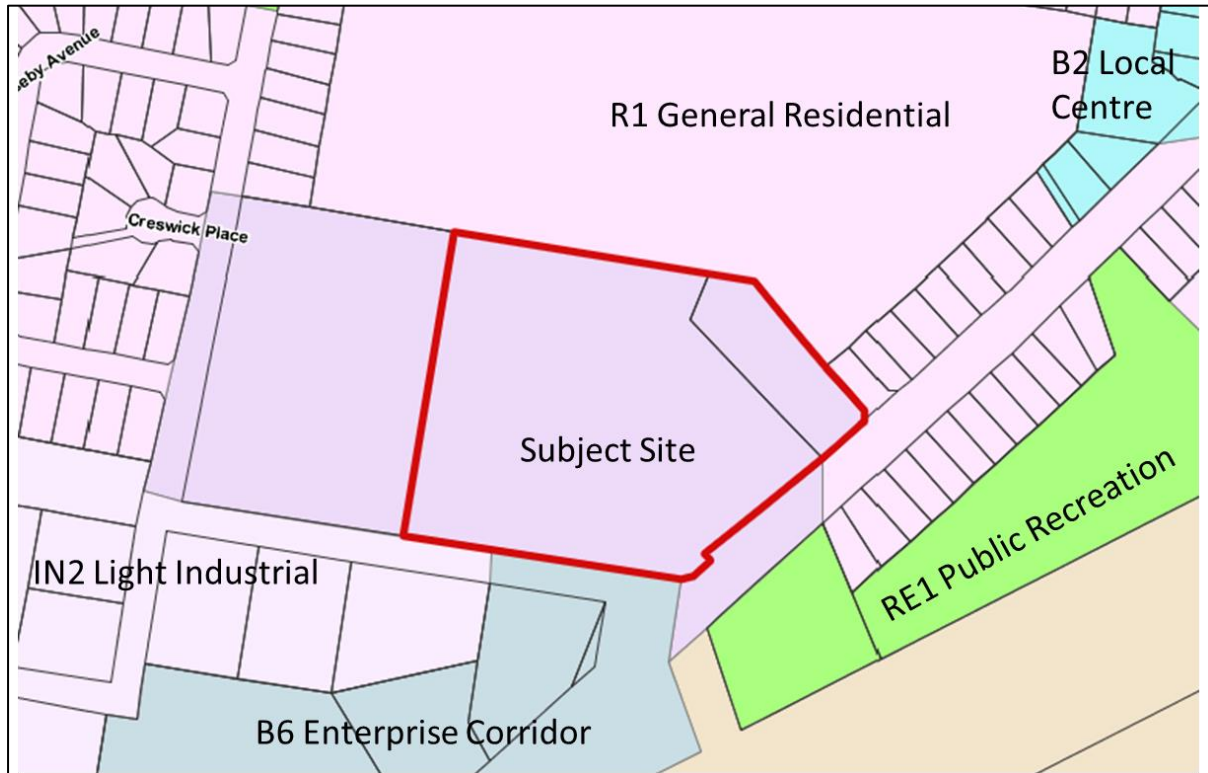 eby Avenue
B2 Local
Centre
R1 General Residential
Creswick Place
Subject Site
RE1 Public Recreation
IN2 Light Industrial
B6 Enterprise Corridor